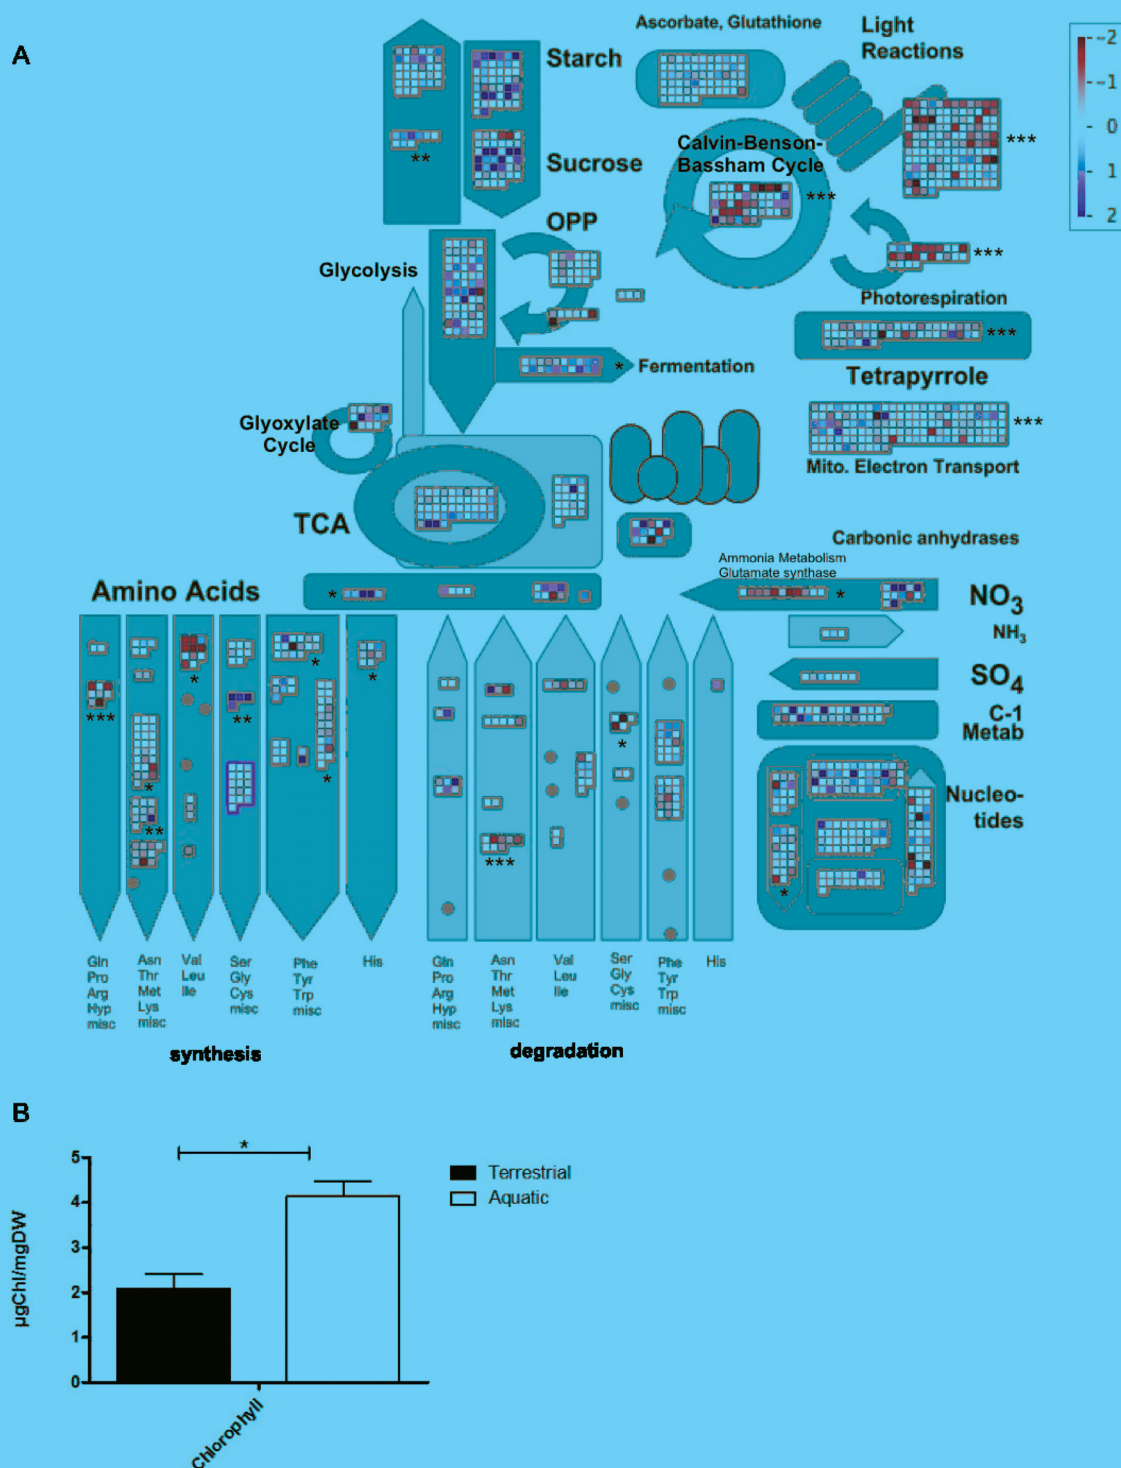 A
Ascorbate, Glutathione
Light
Reactions
-2
-1
0
1
2
Starch
***
**
Sucrose
Calvin-Benson-
Bassham Cycle
***
OPP
***
Glycolysis
Photorespiration
***
* Fermentation
Tetrapyrrole
Glyoxylate
Cycle
***
Mito. Electron Transport
TCA
Carbonic anhydrases
Ammonia Metabolism
Glutamate synthase
Amino Acids
*
*
NO3
NH3
SO4
C-1
Metab
Nucleo-
tides
*
***
*
*
**
*
**
*
*
*
*
***
Gln
Pro
Arg
Hyp
misc
Asn
Thr
Met
Lys
misc
Val
Leu
Ile
Ser
Gly
Cys
misc
Phe
Tyr
Trp
misc
His
Gln
Pro
Arg
Hyp
misc
Asn
Thr
Met
Lys
misc
Val
Leu
Ile
Ser
Gly
Cys
misc
Phe
Tyr
Trp
misc
His
synthesis
degradation
B
*
5
4
3
2
1
0
µgChl/mgDW
Terrestrial
Aquatic
Chlorophyll